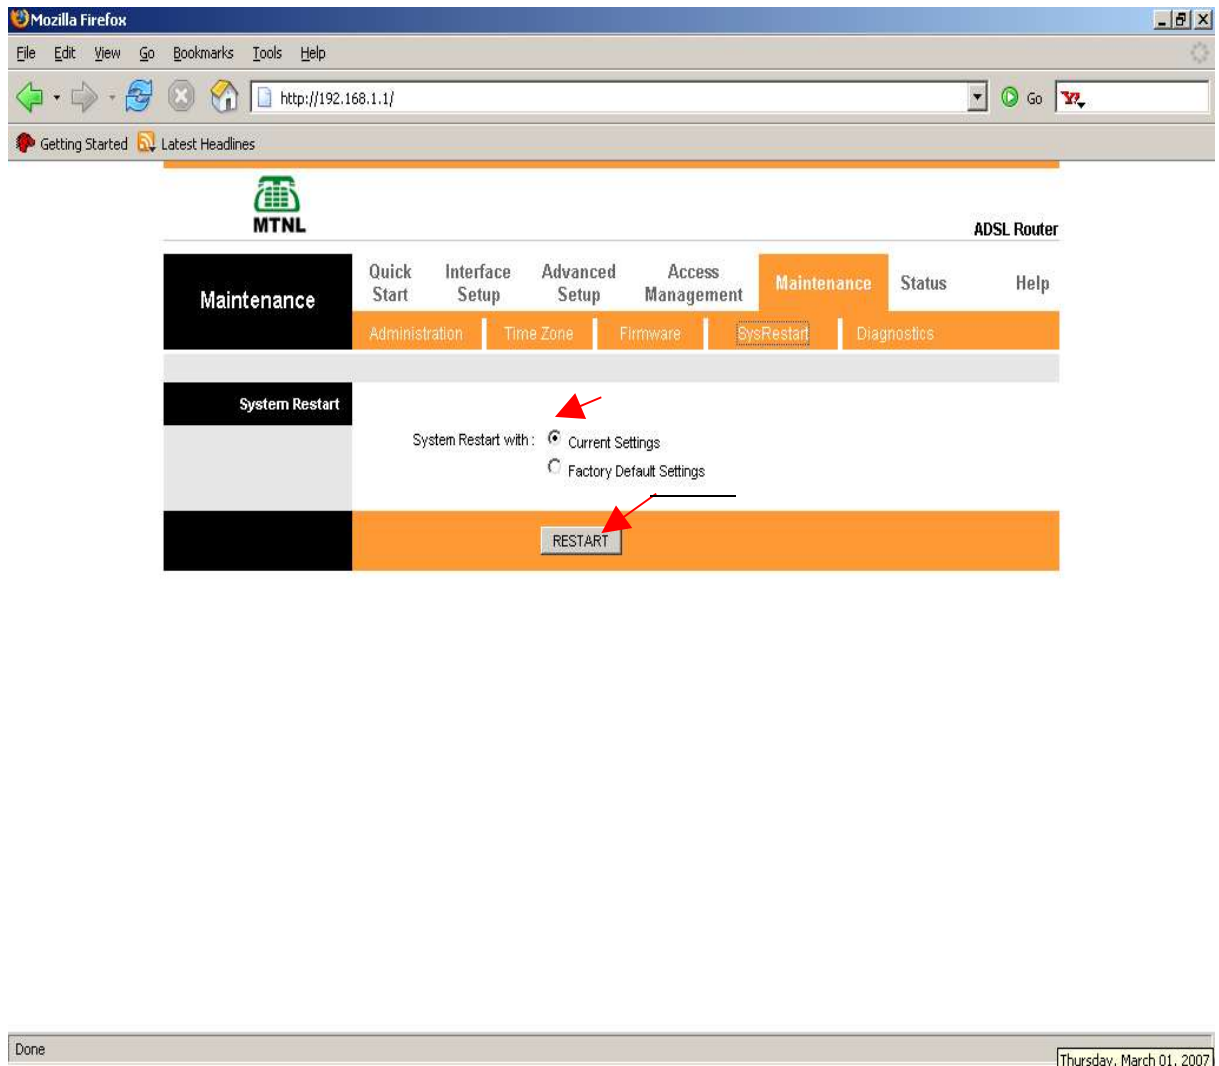 Mozilla Firefox
File Edit View Go Bookmarks Tools Help
http://192.168.1.1/ Go
Getting Started Latest Headlines
MTNL
ADSL Router
Maintenance
Quick Start Interface Setup Advanced Setup Access Management Maintenance Status Help
Administration Time Zone Firmware SysRestart Diagnostics
System Restart
System Restart with : Current Settings
Factory Default Settings
RESTART
Done
Thursday, March 01, 2007